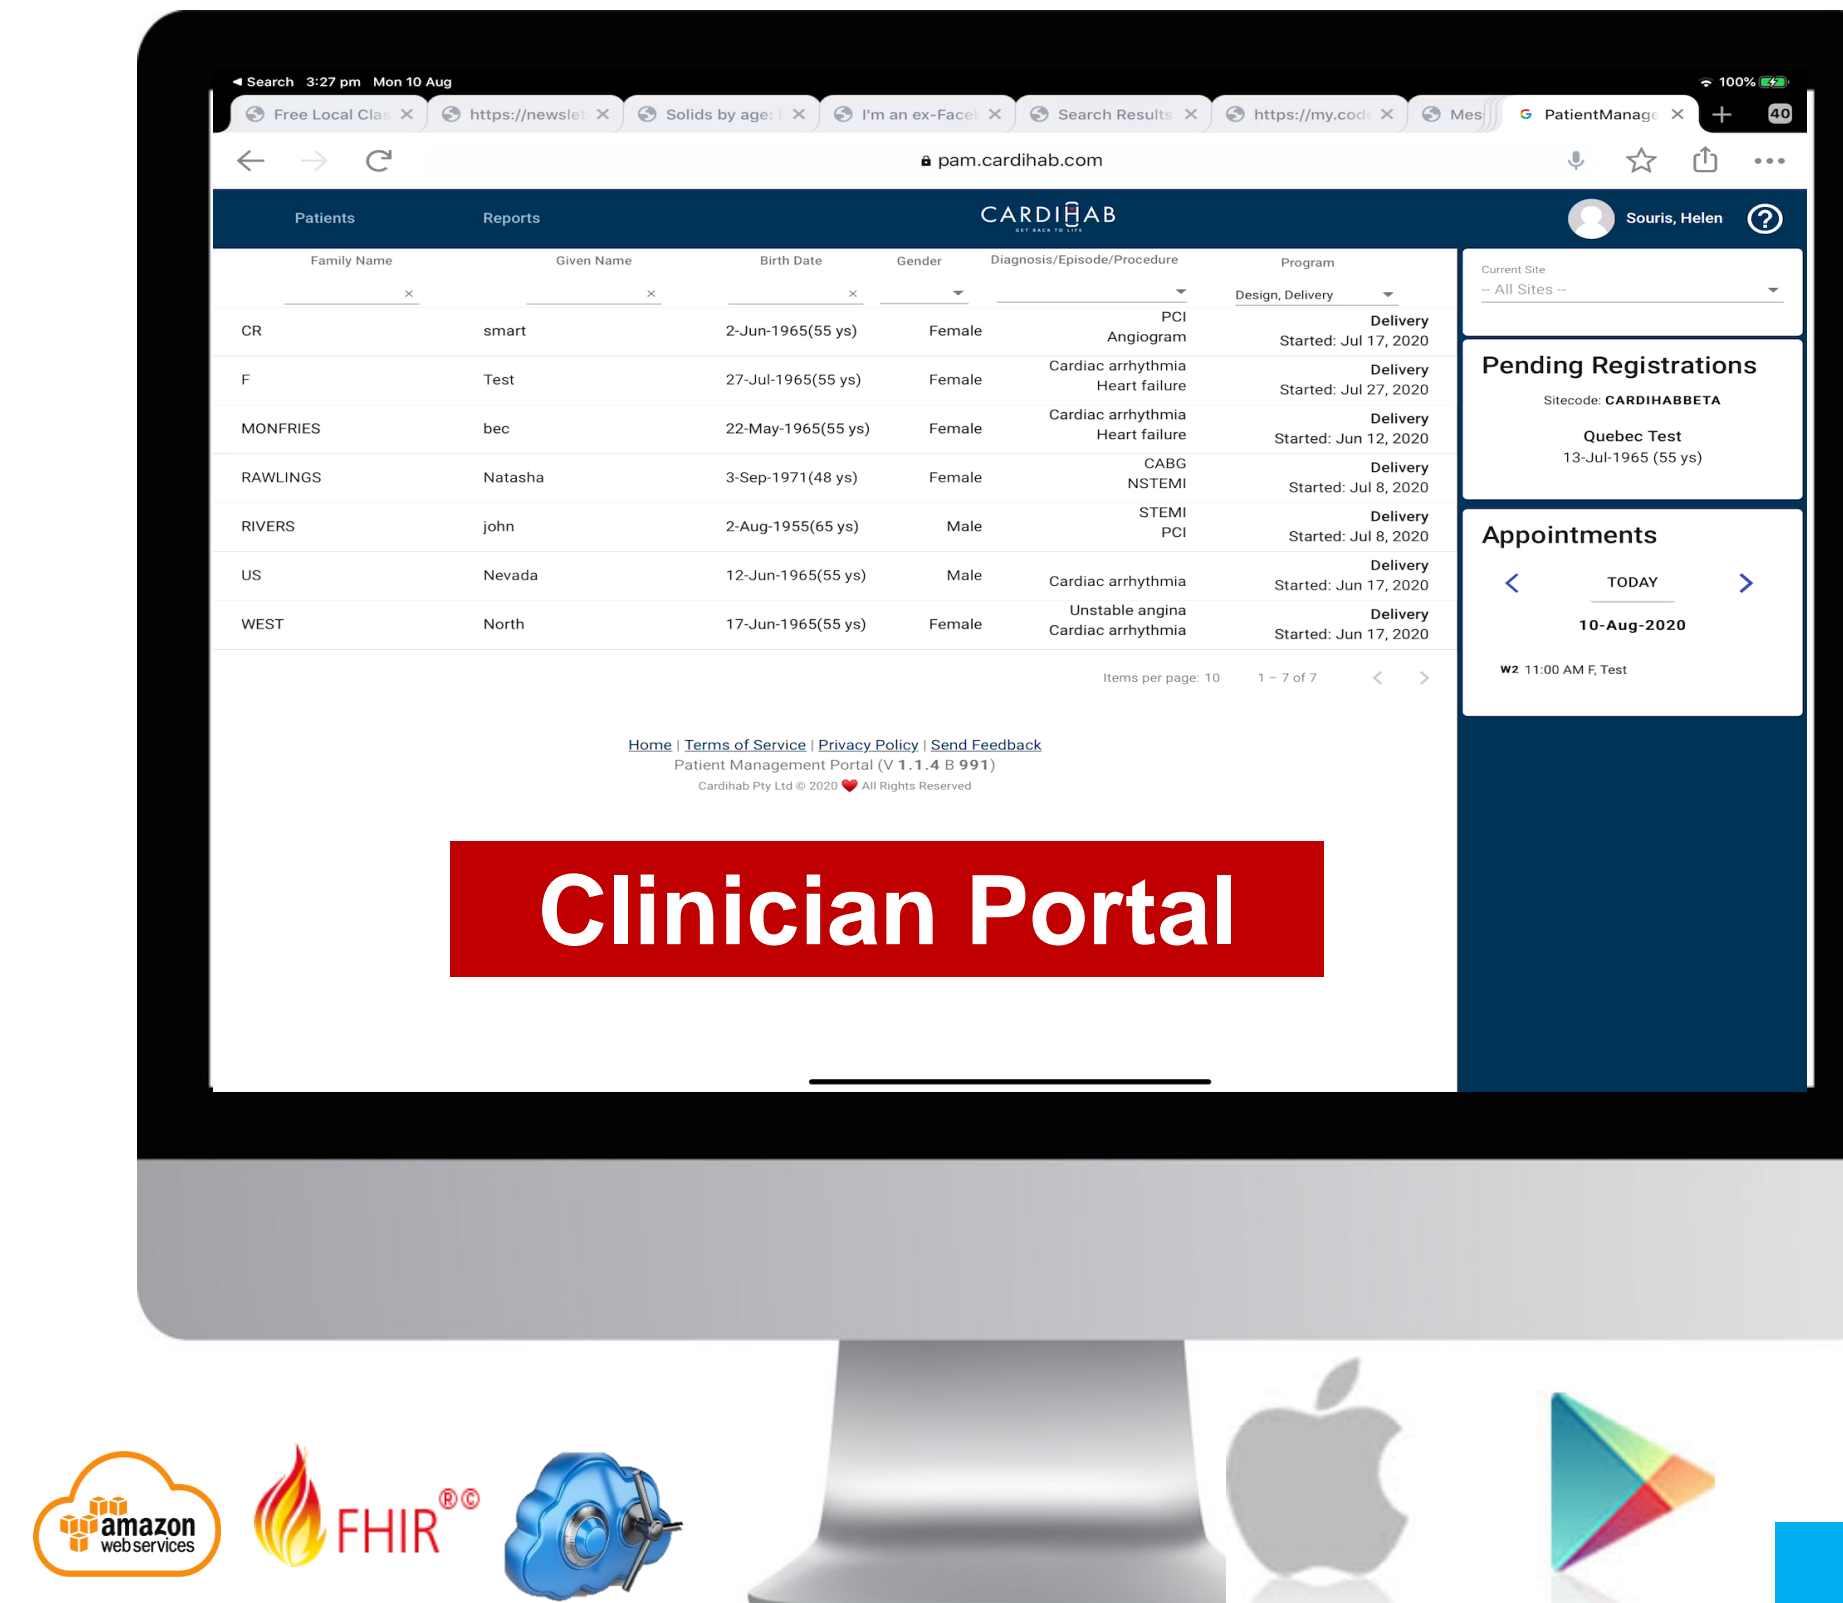 Search 3:27 pm Mon 10 Aug 100%
Free Local Clas https://newslet Solids by age: I'm an ex-Face Search Results https://my.cod Mes PatientManage 40
pam.cardihab.com
Patients Reports CARDIHAB Souris, Helen
GET BACK TO LIFE
Family Name Given Name Birth Date Gender Diagnosis/Episode/Procedure Program
Design, Delivery
CR smart 2-Jun-1965(55 ys) Female PCI Delivery
Angiogram Started: Jul 17, 2020
F Test 27-Jul-1965(55 ys) Female Cardiac arrhythmia Delivery
Heart failure Started: Jul 27, 2020
MONFRIES bec 22-May-1965(55 ys) Female Cardiac arrhythmia Delivery
Heart failure Started: Jun 12, 2020
RAWLINGS Natasha 3-Sep-1971(48 ys) Female CABG Delivery
NSTEMI Started: Jul 8, 2020
RIVERS john 2-Aug-1955(65 ys) Male STEMI Delivery
PCI Started: Jul 8, 2020
US Nevada 12-Jun-1965(55 ys) Male Cardiac arrhythmia Delivery
Started: Jun 17, 2020
WEST North 17-Jun-1965(55 ys) Female Unstable angina Delivery
Cardiac arrhythmia Started: Jun 17, 2020
Items per page: 10 1 – 7 of 7
Home | Terms of Service | Privacy Policy | Send Feedback
Patient Management Portal (V 1.1.4 B 991)
Cardihab Pty Ltd © 2020 ❤️ All Rights Reserved
Current Site
-- All Sites --
Pending Registrations
Sitecode: CARDIHABBETA
Quebec Test
13-Jul-1965 (55 ys)
Appointments
TODAY
10-Aug-2020
W2 11:00 AM F, Test
Clinician Portal
amazon
web services
FHIR®©